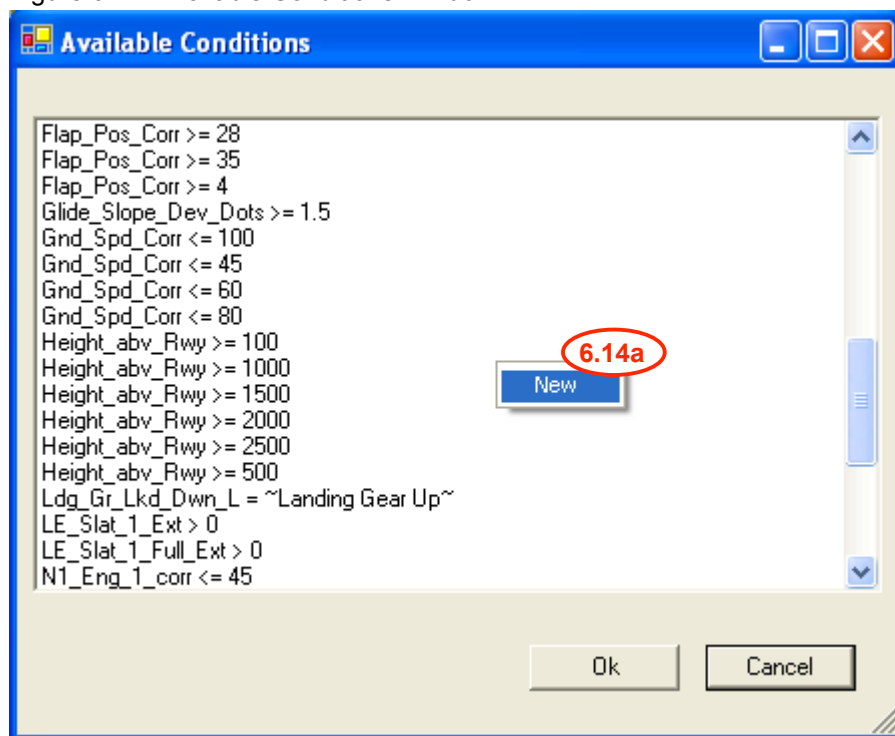 Available Conditions
Flap_Pos_Corr >= 28
Flap_Pos_Corr >= 35
Flap_Pos_Corr >= 4
Glide_Slope_Dev_Dots >= 1.5
Gnd_Spd_Corr <= 100
Gnd_Spd_Corr <= 45
Gnd_Spd_Corr <= 60
Gnd_Spd_Corr <= 80
Height_abv_Rwy >= 100
6.14a
Height_abv_Rwy >= 1000
New
Height_abv_Rwy >= 1500
Height_abv_Rwy >= 2000
Height_abv_Rwy >= 2500
Height_abv_Rwy >= 500
Ldg_Gr_Lkd_Dwn_L = ~Landing Gear Up~
LE_Slat_1_Ext > 0
LE_Slat_1_Full_Ext > 0
N1_Eng_1_corr <= 45
Ok
Cancel